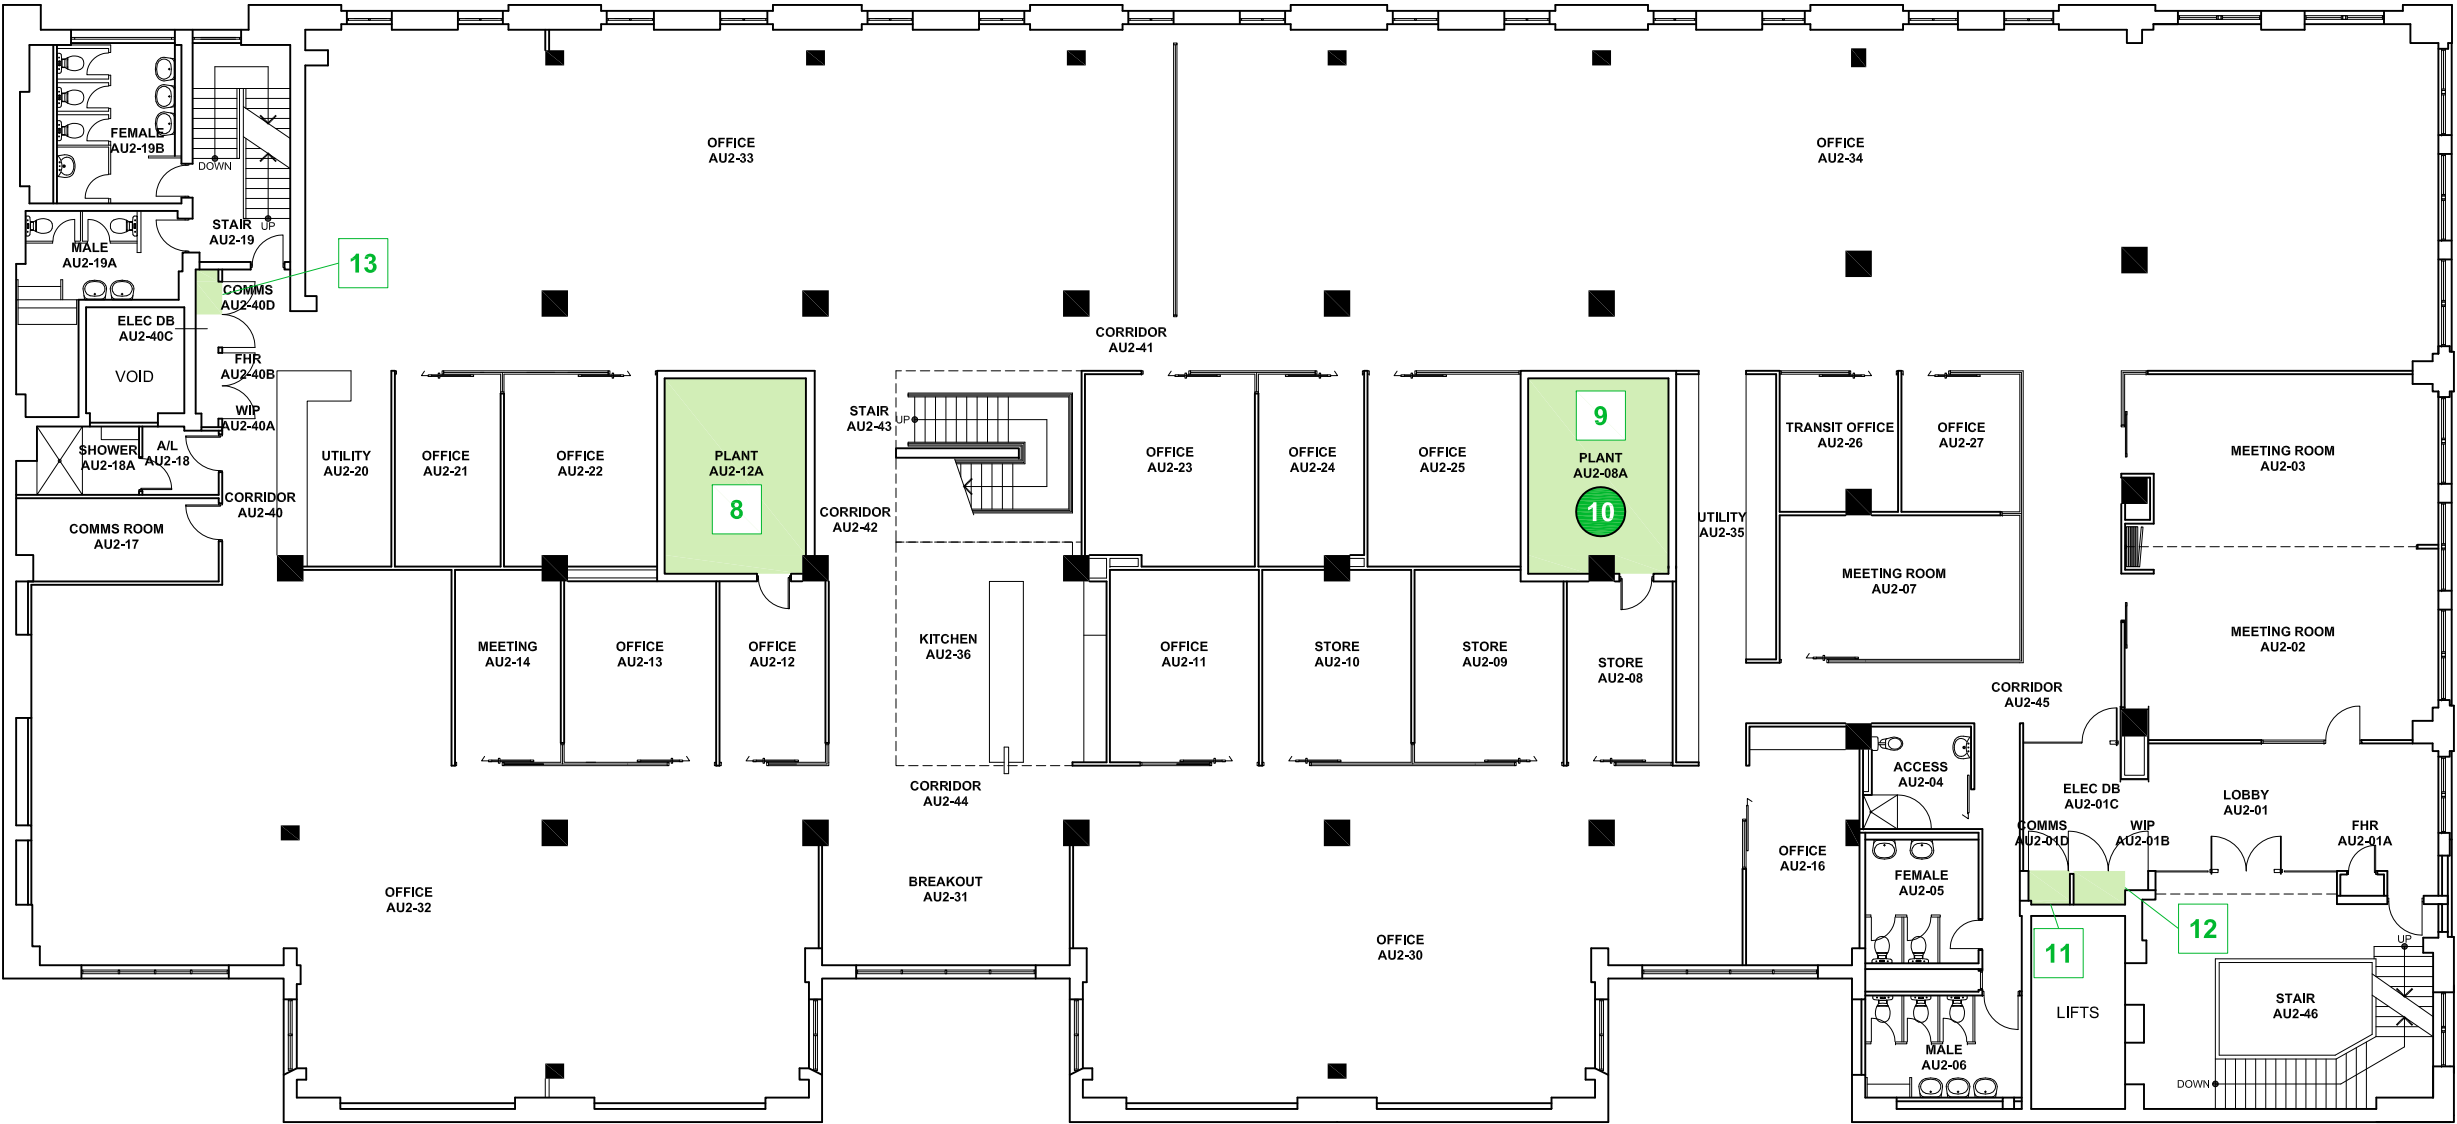 FEMALE
AU2-19B
DOWN
UP
STAIR
AU2-19
MALE
AU2-19A
13
COMMS
AU2-40D
ELEC DB
AU2-40C
VOID
FHR
AU2-40B
WIP
AU2-40A
SHOWER
AU2-18A
A/L
AU2-18
CORRIDOR
AU2-40
COMMS ROOM
AU2-17
OFFICE
AU2-33
OFFICE
AU2-34
CORRIDOR
AU2-41
UTILITY
AU2-20
OFFICE
AU2-21
OFFICE
AU2-22
PLANT
AU2-12A
8
STAIR
AU2-43
UP
CORRIDOR
AU2-42
OFFICE
AU2-23
OFFICE
AU2-24
OFFICE
AU2-25
9
PLANT
AU2-08A
10
UTILITY
AU2-35
TRANSIT OFFICE
AU2-26
OFFICE
AU2-27
MEETING ROOM
AU2-03
MEETING ROOM
AU2-07
MEETING ROOM
AU2-02
MEETING
AU2-14
OFFICE
AU2-13
OFFICE
AU2-12
KITCHEN
AU2-36
OFFICE
AU2-11
STORE
AU2-10
STORE
AU2-09
STORE
AU2-08
CORRIDOR
AU2-45
CORRIDOR
AU2-44
ACCESS
AU2-04
ELEC DB
AU2-01C
LOBBY
AU2-01
COMMS
AU2-01D
WIP
AU2-01B
FHR
AU2-01A
OFFICE
AU2-32
BREAKOUT
AU2-31
OFFICE
AU2-30
OFFICE
AU2-16
FEMALE
AU2-05
11
12
UP
LIFTS
STAIR
AU2-46
MALE
AU2-06
DOWN